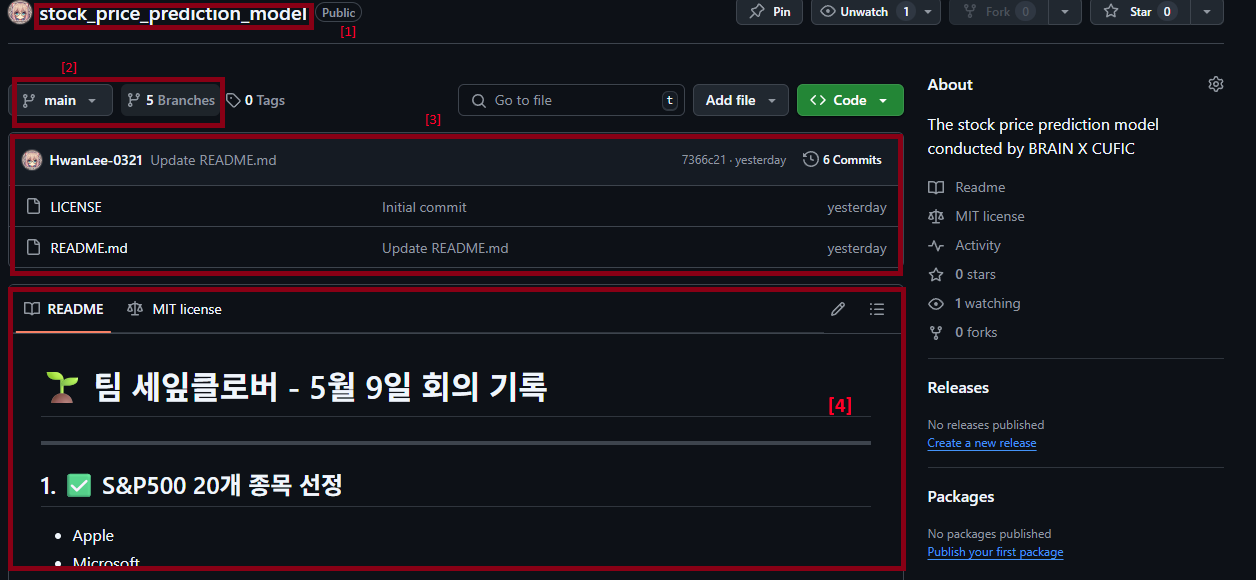 stock_price_prediction_model Public
[1]
Pin
Unwatch 1
Fork 0
Star 0
[2]
main
5 Branches
0 Tags
Go to file t
Add file
Code
[3]
HwanLee-0321 Update README.md 7366c21 · yesterday 6 Commits
LICENSE Initial commit yesterday
README.md Update README.md yesterday
README MIT license
팀 세잎클로버 - 5월 9일 회의 기록
[4]
1. ✅ S&P500 20개 종목 선정
• Apple
• Microsoft
About
The stock price prediction model
conducted by BRAIN X CUFIC
Readme
MIT license
Activity
0 stars
1 watching
0 forks
Releases
No releases published
Create a new release
Packages
No packages published
Publish your first package